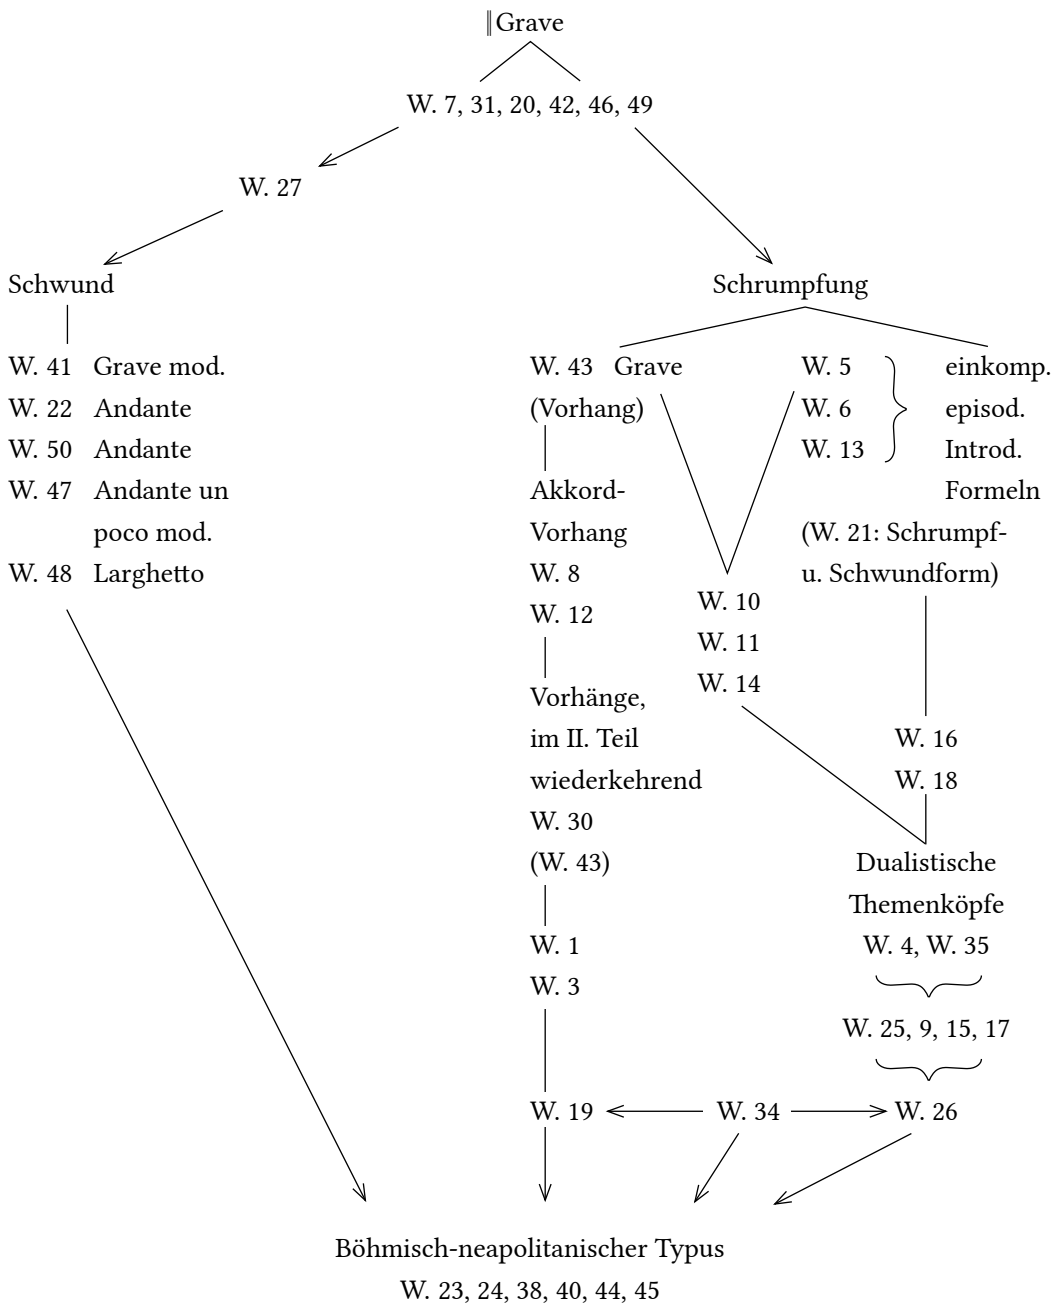 ‖Grave
W. 7, 31, 20, 42, 46, 49
W. 27
Schwund
W. 41 Grave mod.
W. 22 Andante
W. 50 Andante
W. 47 Andante un
poco mod.
W. 48 Larghetto
Schrumpfung
W. 43 Grave
(Vorhang)
Akkord-
Vorhang
W. 8
W. 12
Vorhänge,
im II. Teil
wiederkehrend
W. 30
(W. 43)
W. 1
W. 3
W. 5
W. 6
W. 13
einkomp.
episod.
Introd.
Formeln
(W. 21: Schrumpf-
u. Schwundform)
W. 10
W. 11
W. 14
W. 16
W. 18
Dualistische
Themenköpfe
W. 4, W. 35
W. 25, 9, 15, 17
W. 19 W. 34 W. 26
Böhmisch-neapolitanischer Typus
W. 23, 24, 38, 40, 44, 45